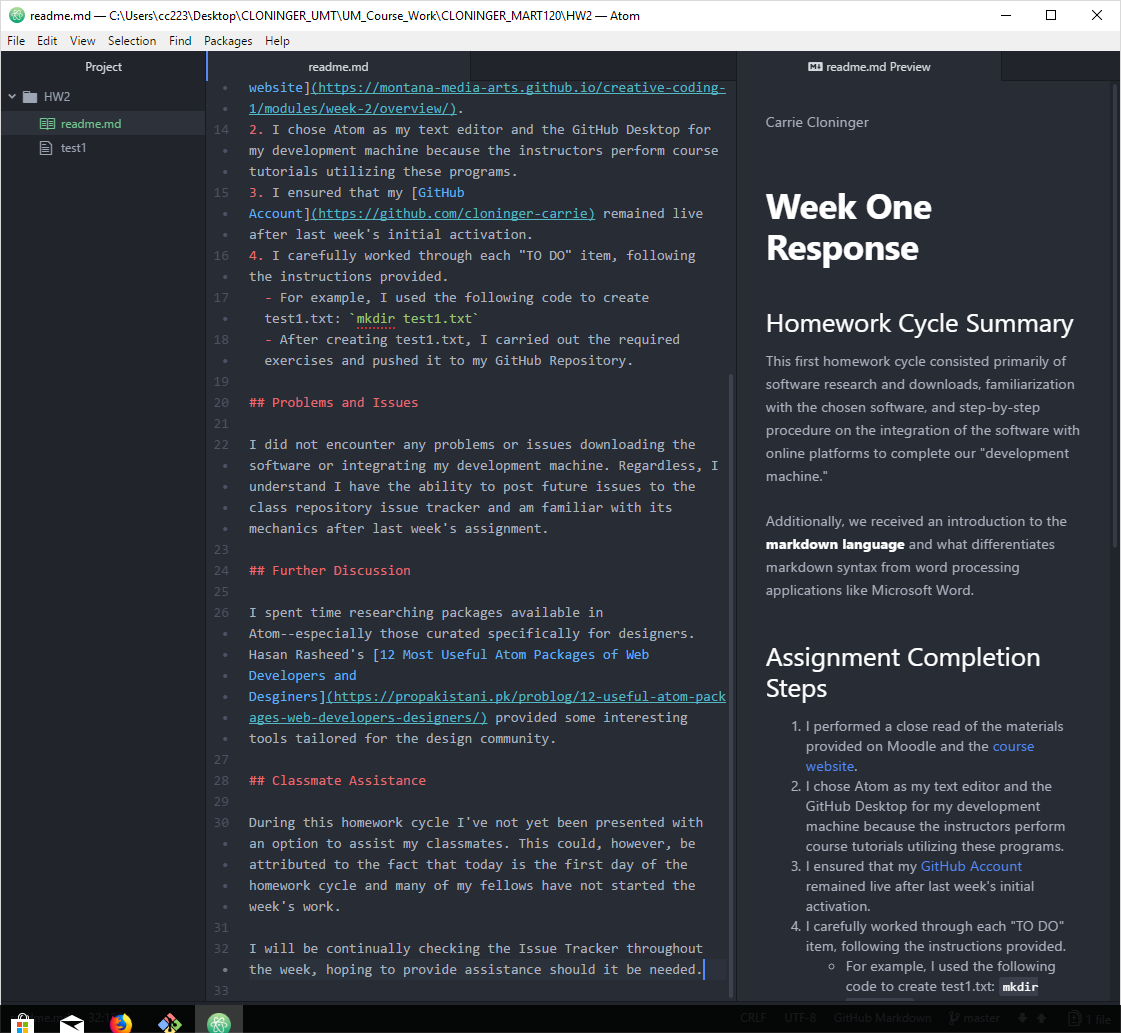 readme.md — C:\Users\cc223\Desktop\CLONINGER_UMT\UM_Course_Work\CLONINGER_MART120\HW2 — Atom
File Edit View Selection Find Packages Help
Project
HW2
readme.md
test1
readme.md
website](https://montana-media-arts.github.io/creative-coding-
1/modules/week-2/overview/).
14 2. I chose Atom as my text editor and the GitHub Desktop for
my development machine because the instructors perform course
tutorials utilizing these programs.
15 3. I ensured that my [GitHub
Account](https://github.com/cloninger-carrie) remained live
after last week's initial activation.
16 4. I carefully worked through each "TO DO" item, following
the instructions provided.
17 - For example, I used the following code to create
test1.txt: `mkdir test1.txt`
18 - After creating test1.txt, I carried out the required
exercises and pushed it to my GitHub Repository.
19
20 ## Problems and Issues
21
22 I did not encounter any problems or issues downloading the
software or integrating my development machine. Regardless, I
understand I have the ability to post future issues to the
class repository issue tracker and am familiar with its
mechanics after last week's assignment.
23
24 ## Further Discussion
25
26 I spent time researching packages available in
Atom--especially those curated specifically for designers.
Hasan Rasheed's [12 Most Useful Atom Packages of Web
Developers and
Desginers](https://propakistani.pk/problog/12-useful-atom-pack
ages-web-developers-designers/) provided some interesting
tools tailored for the design community.
27
28 ## Classmate Assistance
29
30 During this homework cycle I've not yet been presented with
an option to assist my classmates. This could, however, be
attributed to the fact that today is the first day of the
homework cycle and many of my fellows have not started the
week's work.
31
32 I will be continually checking the Issue Tracker throughout
the week, hoping to provide assistance should it be needed.
33
readme.md Preview
Carrie Cloninger
Week One
Response
Homework Cycle Summary
This first homework cycle consisted primarily of
software research and downloads, familiarization
with the chosen software, and step-by-step
procedure on the integration of the software with
online platforms to complete our "development
machine."
Additionally, we received an introduction to the
markdown language and what differentiates
markdown syntax from word processing
applications like Microsoft Word.
Assignment Completion
Steps
1. I performed a close read of the materials
provided on Moodle and the course
website.
2. I chose Atom as my text editor and the
GitHub Desktop for my development
machine because the instructors perform
course tutorials utilizing these programs.
3. I ensured that my GitHub Account
remained live after last week's initial
activation.
4. I carefully worked through each "TO DO"
item, following the instructions provided.
For example, I used the following
code to create test1.txt: mkdir
CRLF UTF-8 GitHub Markdown master 1 file